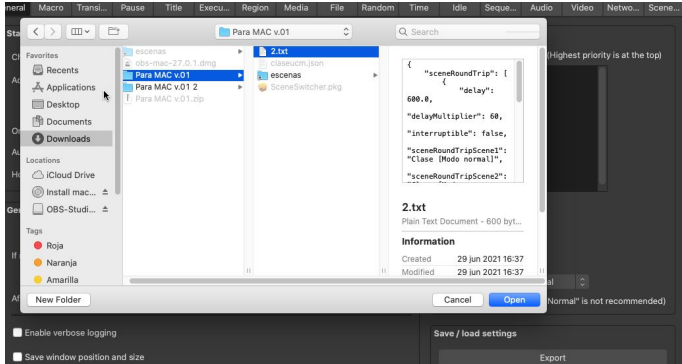 neral Macro Transi... Pause Title Execu... Region Media File Random Time Idle Seque... Audio Video Netwo... Scene...
Para MAC v.01
Search
Sta
(Highest priority is at the top)
Favorites
Recents
Applications
Desktop
Documents
Downloads
Locations
iCloud Drive
Install mac...
OBS-Studi...
Tags
Roja
Naranja
Amarilla
escenas
obs-mac-27.0.1.dmg
Para MAC v.01
Para MAC v.01 2
Para MAC v.01.zip
2.txt
claseucm.json
escenas
SceneSwitcher.pkg
{
"sceneRoundTrip": [
{
"delay":
600.0,
"delayMultiplier": 60,
"interruptible": false,
"sceneRoundTripScene1":
"Clase [Modo normal]",
"sceneRoundTripScene2":
2.txt
Plain Text Document - 600 byt...
Information
Created 29 jun 2021 16:37
Modified 29 jun 2021 16:37
Ge
If
al
New Folder
Cancel
Open
Af
Normal" is not recommended)
Enable verbose logging
Save / load settings
Save window position and size
Export